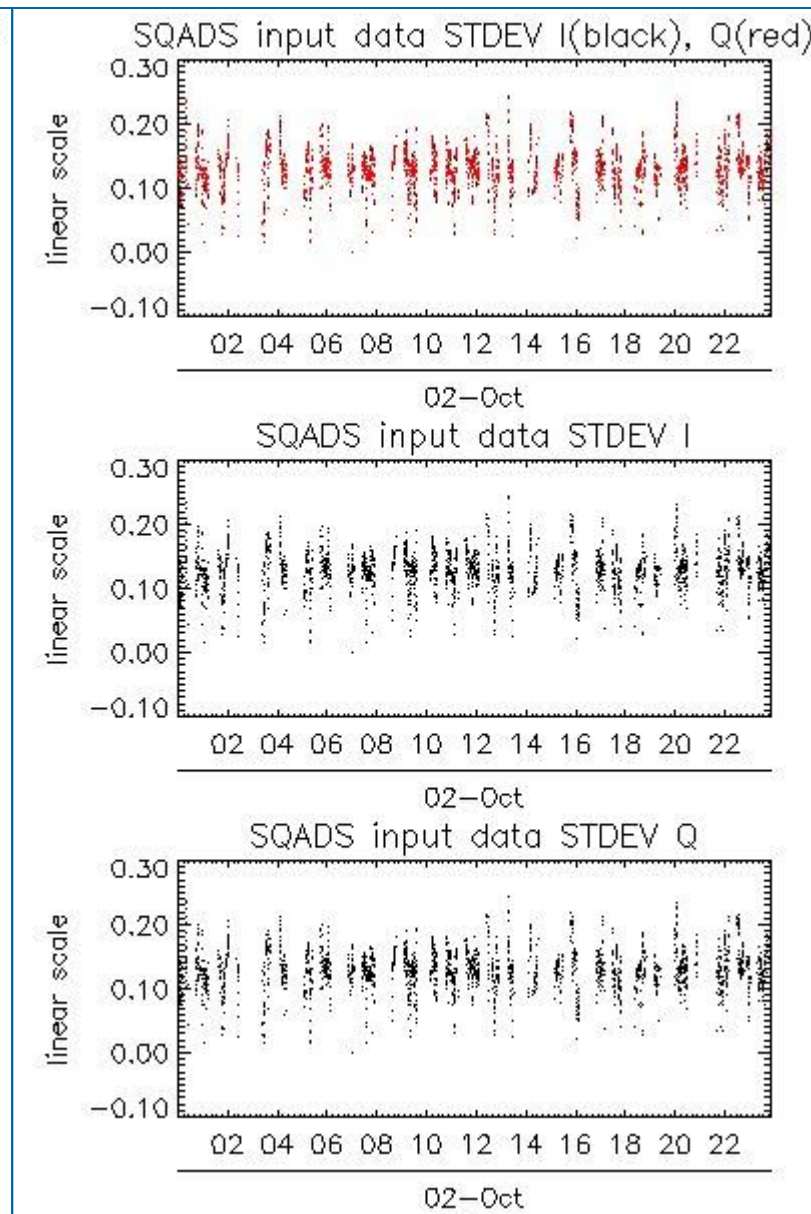 SQADS input data STDEV I(black), Q(red)
0.30
0.20
0.10
0.00
−0.10
linear scale
02 04 06 08 10 12 14 16 18 20 22
02−Oct
SQADS input data STDEV I
0.30
0.20
0.10
0.00
−0.10
linear scale
02 04 06 08 10 12 14 16 18 20 22
02−Oct
SQADS input data STDEV Q
0.30
0.20
0.10
0.00
−0.10
linear scale
02 04 06 08 10 12 14 16 18 20 22
02−Oct